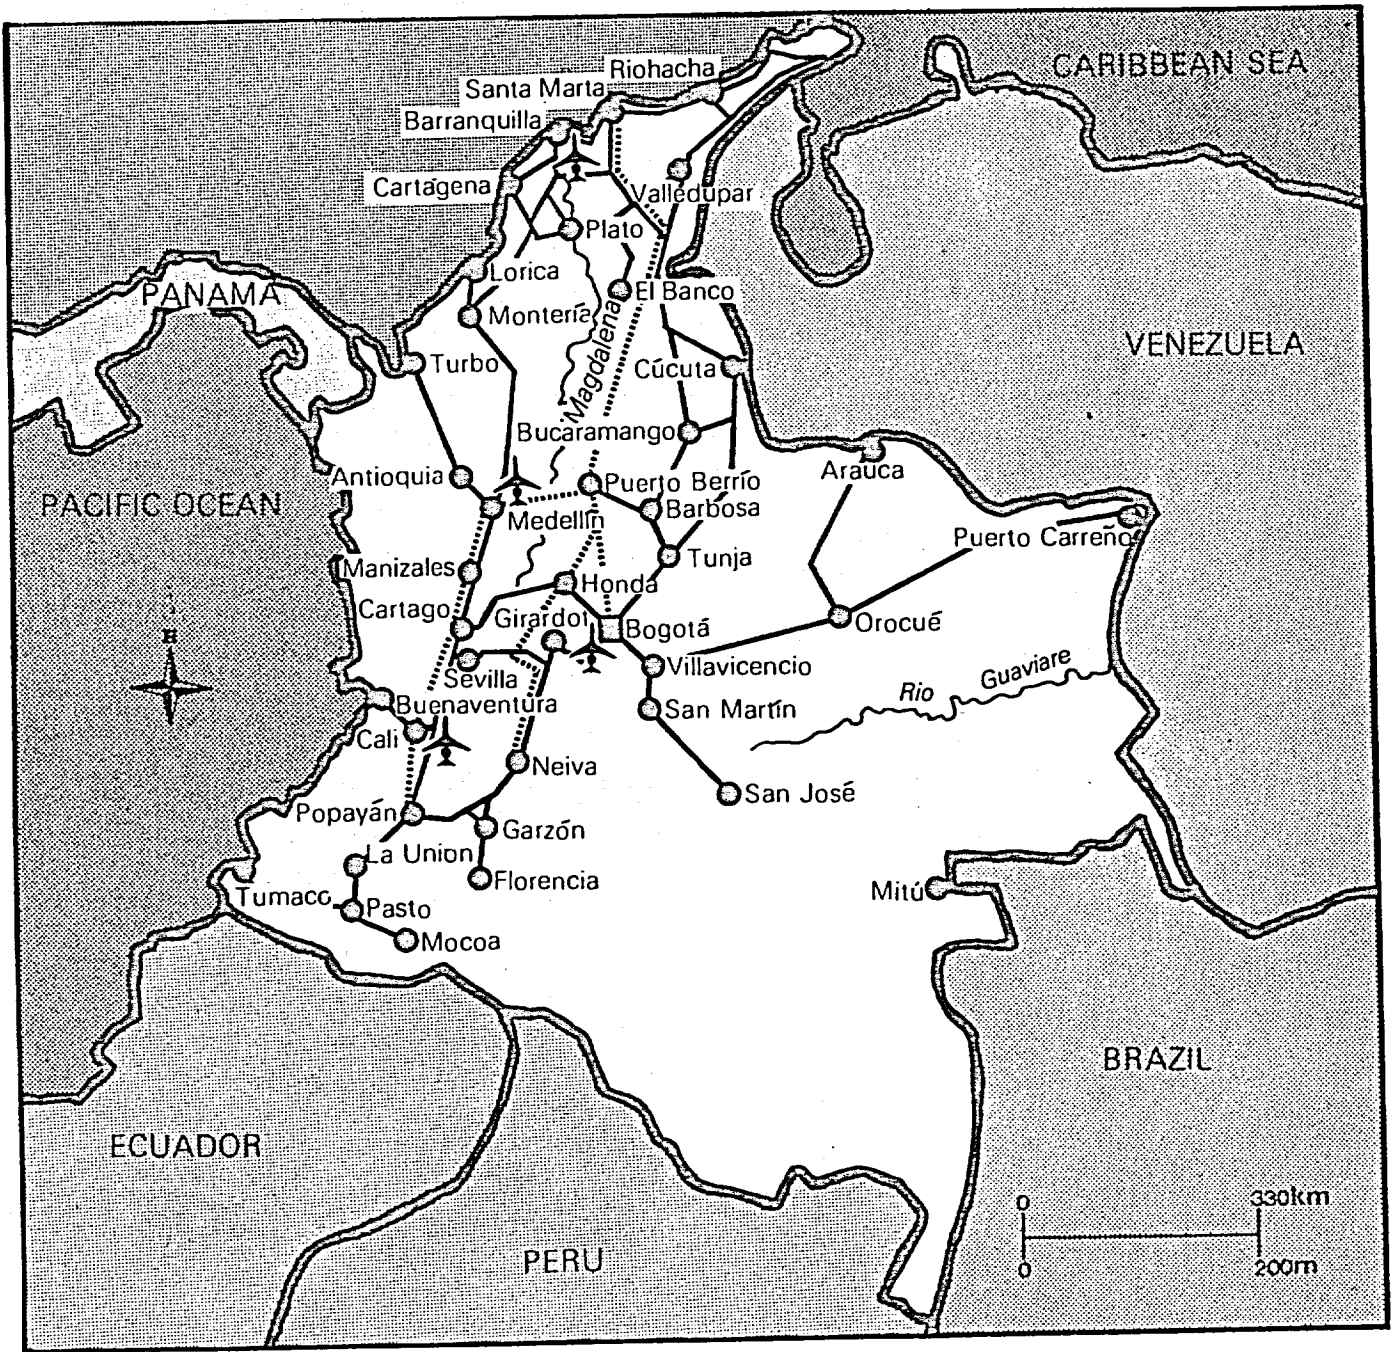 CARIBBEAN SEA
Riohacha
Santa Marta
Barranquilla
Cartagena
Valledupar
Plato
Lorica
PANAMA
El Banco
Montería
Magdalena
VENEZUELA
Turbo
Cúcuta
Bucaramango
Arauca
Antioquia
Puerto Berrío
PACIFIC OCEAN
Barbosa
Medellín
Puerto Carreño
Tunja
Manizales
Honda
Cartago
Girardot
Bogotá
Orocué
N
Villavicencio
Sevilla
Rio Guaviare
Buenaventura
San Martín
Cali
Neiva
San José
Popayán
Garzón
La Union
Florencia
Mitú
Tumaco
Pasto
Mocoa
BRAZIL
ECUADOR
0 330km
PERU
0 200m